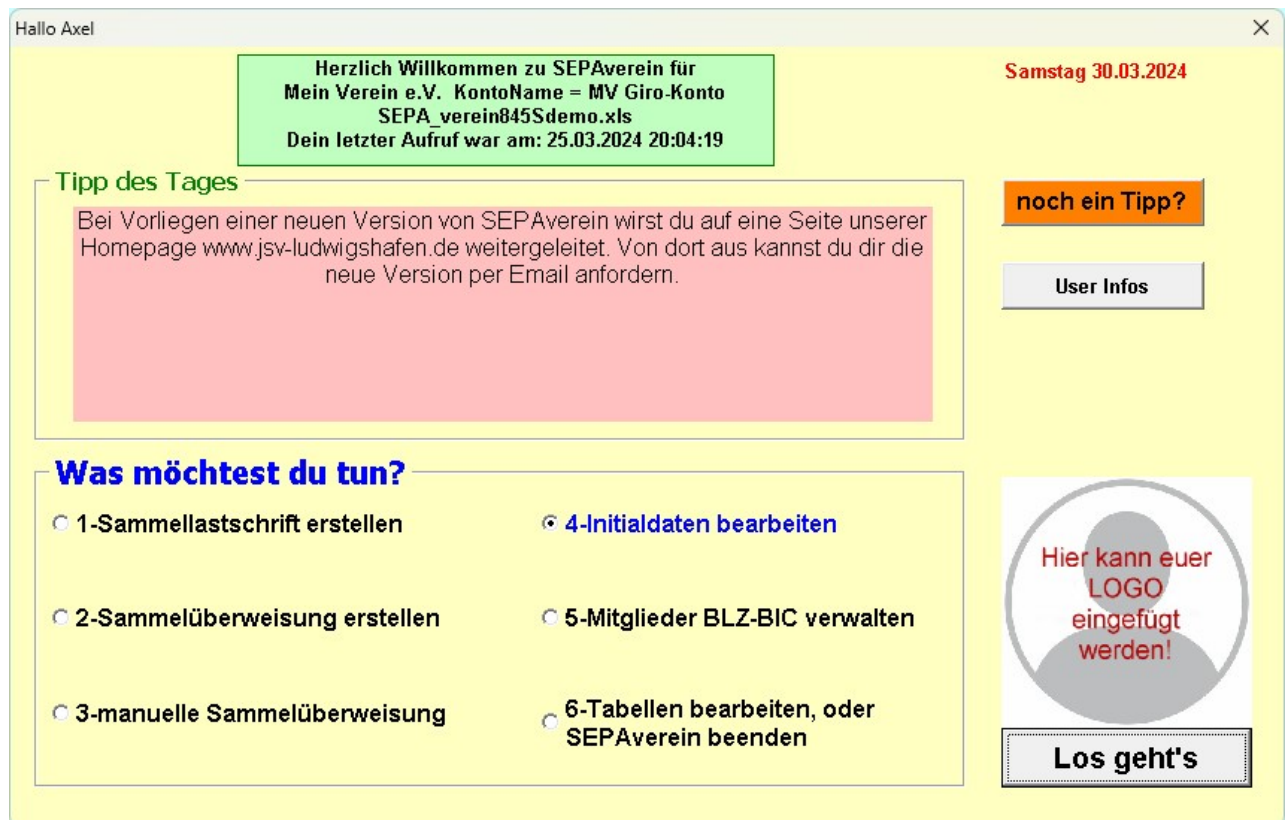 Hallo Axel
Herzlich Willkommen zu SEPAverein für
Mein Verein e.V. KontoName = MV Giro-Konto
SEPA_verein845Sdemo.xls
Dein letzter Aufruf war am: 25.03.2024 20:04:19
Samstag 30.03.2024
Tipp des Tages
Bei Vorliegen einer neuen Version von SEPAverein wirst du auf eine Seite unserer
Homepage www.jsv-ludwigshafen.de weitergeleitet. Von dort aus kannst du dir die
neue Version per Email anfordern.
noch ein Tipp?
User Infos
Was möchtest du tun?
1-Sammellastschrift erstellen
4-Initialdaten bearbeiten
2-Sammelüberweisung erstellen
5-Mitglieder BLZ-BIC verwalten
3-manuelle Sammelüberweisung
6-Tabellen bearbeiten, oder
SEPAverein beenden
Hier kann euer
LOGO
eingefügt
werden!
Los geht's